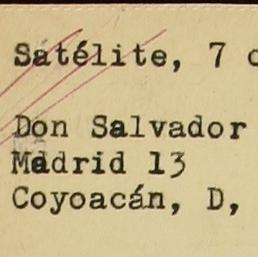 Satélite, 7
Don Salvador
Madrid 13
Coyoacán, D,